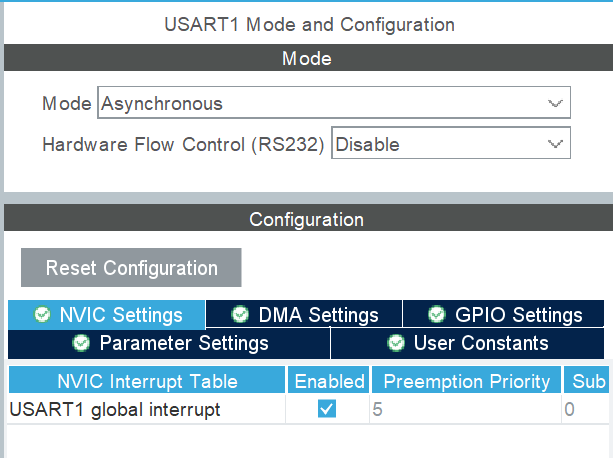 USART1 Mode and Configuration
Mode
Mode Asynchronous
Hardware Flow Control (RS232) Disable
Configuration
Reset Configuration
NVIC Settings DMA Settings GPIO Settings
Parameter Settings User Constants
NVIC Interrupt Table Enabled Preemption Priority Sub
USART1 global interrupt 5 0